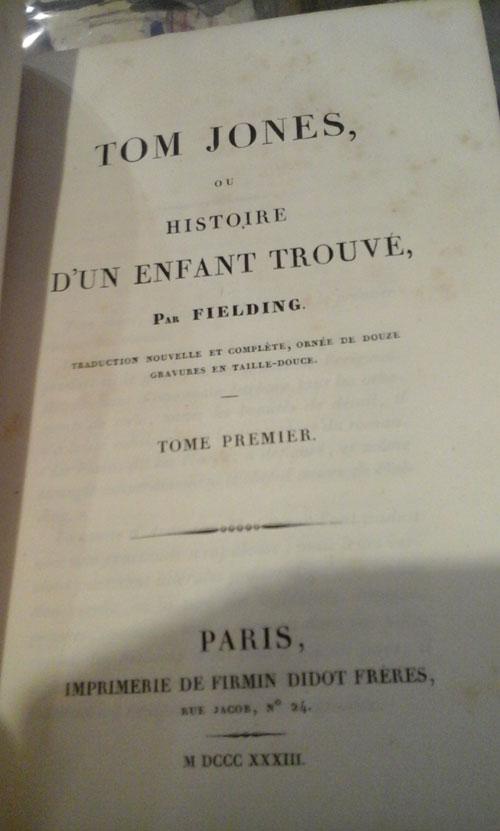 TOM JONES,
OU
HISTOIRE
D'UN ENFANT TROUVÉ,
PAR FIELDING.
TRADUCTION NOUVELLE ET COMPLÈTE, ORNÉE DE DOUZE
GRAVURES EN TAILLE-DOUCE.
TOME PREMIER.
PARIS,
IMPRIMERIE DE FIRMIN DIDOT FRÈRES,
RUE JACOB, Nº 24.
M DCCC XXXIII.